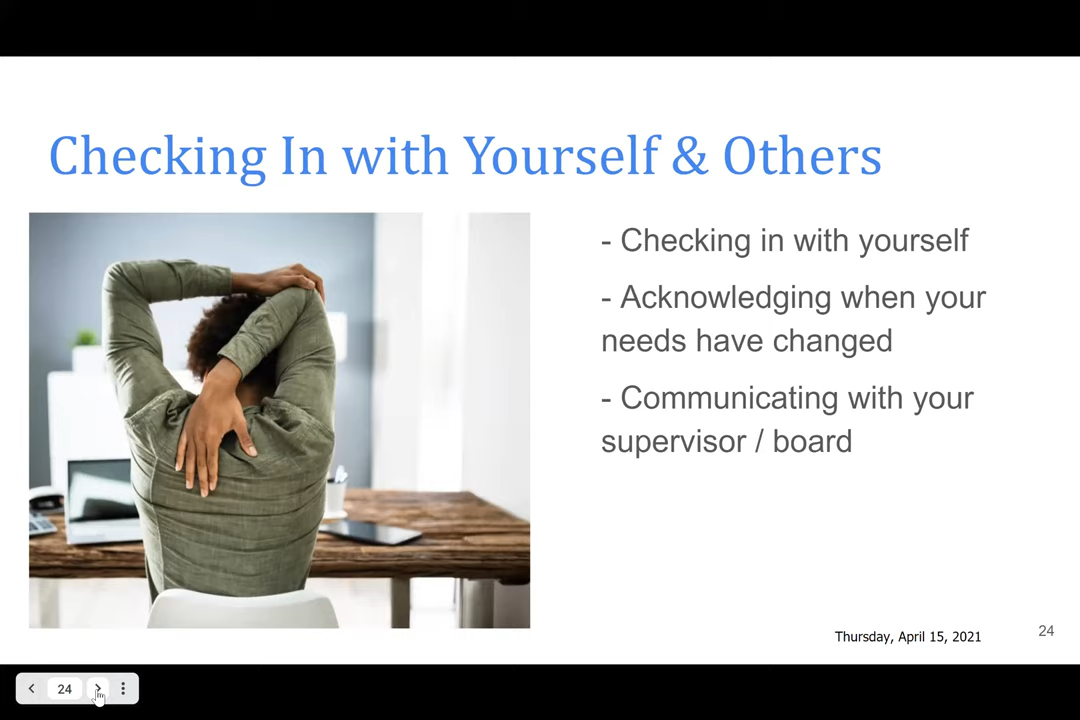 Checking In with Yourself & Others
- Checking in with yourself
- Acknowledging when your
needs have changed
- Communicating with your
supervisor / board
Thursday, April 15, 2021
24
24